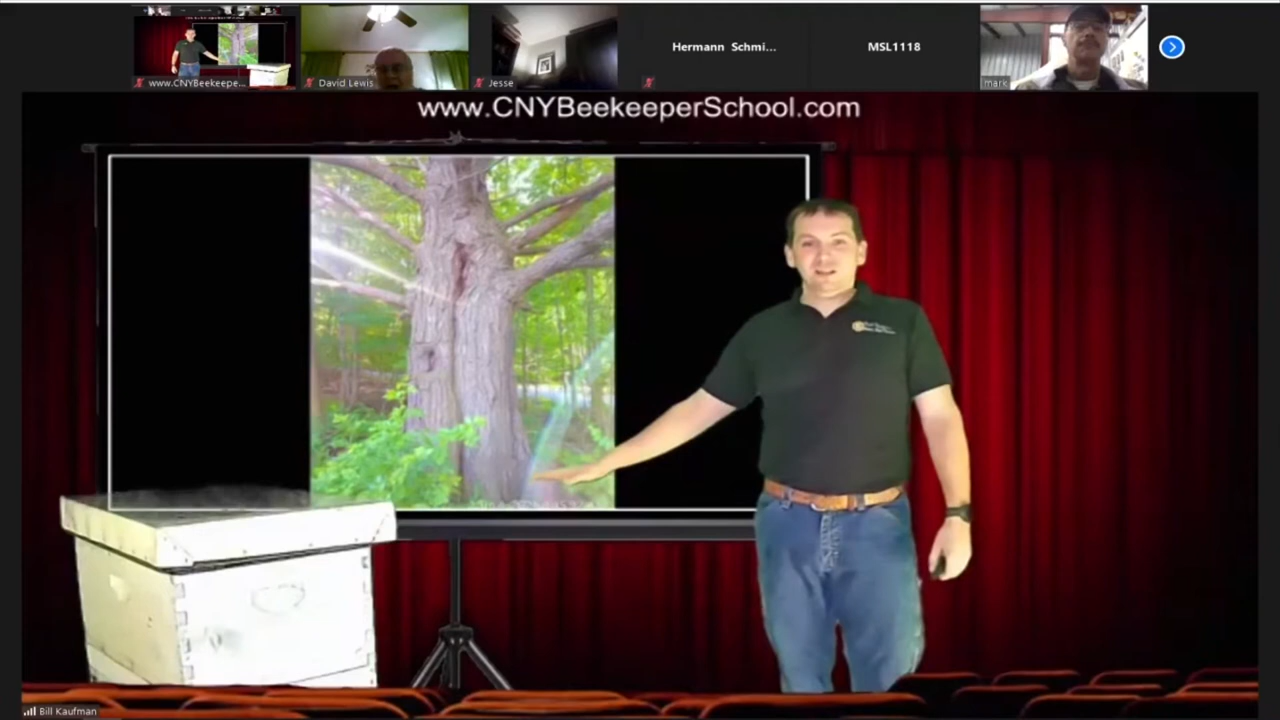 www.CNYBeekeepe...
David Lewis
Jesse
Hermann Schmi...
MSL1118
mark
www.CNYBeekeeperSchool.com
Bill Kaufman